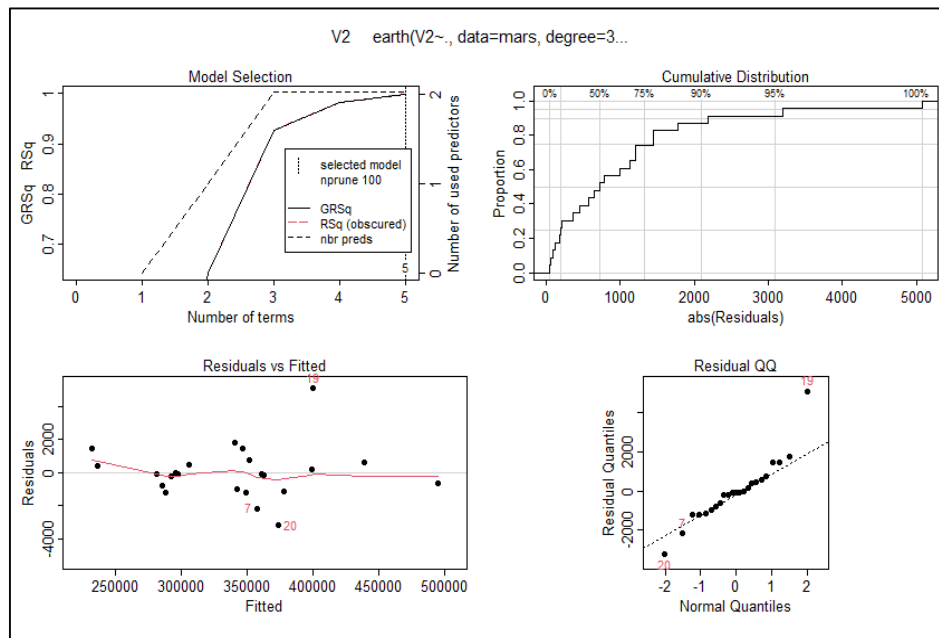 V2 earth(V2~., data=mars, degree=3...
Model Selection
GRSq RSq
1
0.9
0.8
0.7
selected model
nprune 100
GRSq
RSq (obscured)
nbr preds
5
2
1
0
Number of used predictors
0 1 2 3 4 5
Number of terms
Cumulative Distribution
0% 50% 75% 90% 95% 100%
Proportion
1.0
0.8
0.6
0.4
0.2
0.0
0 1000 2000 3000 4000 5000
abs(Residuals)
Residuals vs Fitted
19
Residuals
2000
0
-4000
7
20
250000 300000 350000 400000 450000 500000
Fitted
Residual QQ
19
Residual Quantiles
2000
0
-2000
7
20
-2 -1 0 1 2
Normal Quantiles